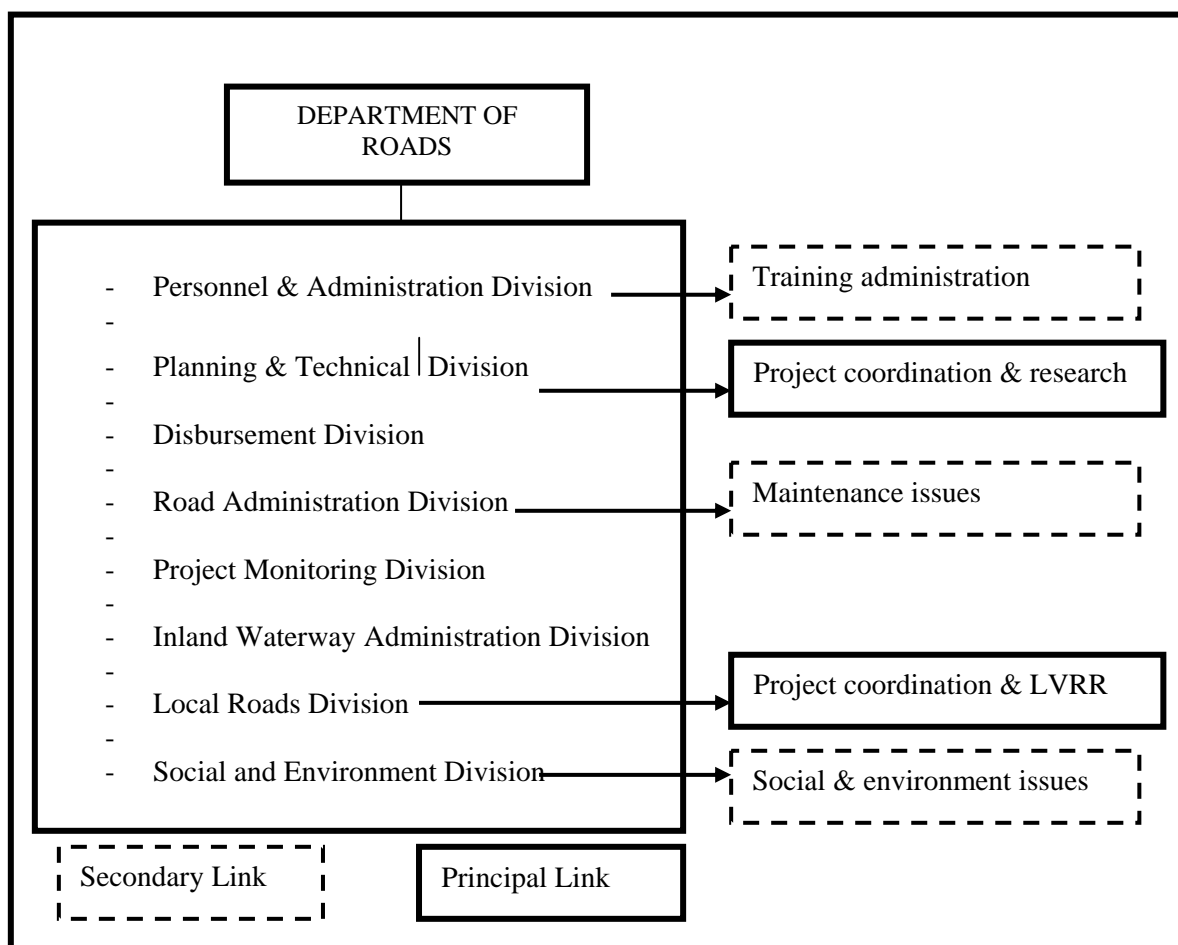 DEPARTMENT OF
ROADS
- Personnel & Administration Division
Training administration
-
- Planning & Technical Division
Project coordination & research
-
- Disbursement Division
-
- Road Administration Division
Maintenance issues
-
- Project Monitoring Division
-
- Inland Waterway Administration Division
-
- Local Roads Division
Project coordination & LVRR
-
- Social and Environment Division
Social & environment issues
Secondary Link
Principal Link